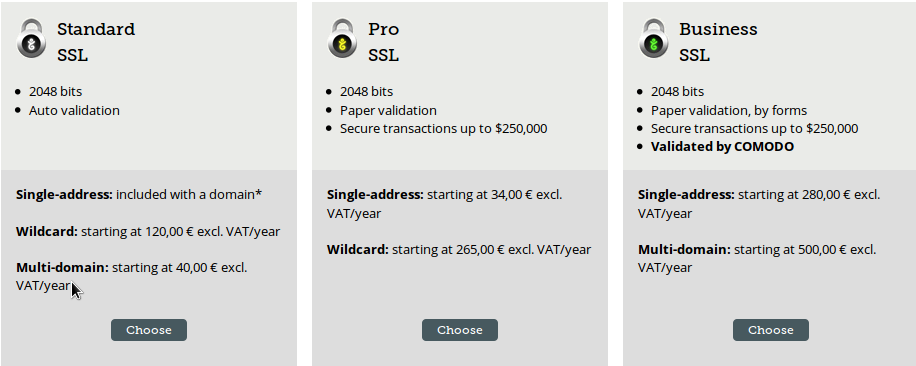 Standard
SSL
2048 bits
Auto validation
Single-address: included with a domain*
Wildcard: starting at 120,00 € excl. VAT/year
Multi-domain: starting at 40,00 € excl.
VAT/year
Choose
Pro
SSL
2048 bits
Paper validation
Secure transactions up to $250,000
Single-address: starting at 34,00 € excl.
VAT/year
Wildcard: starting at 265,00 € excl. VAT/year
Choose
Business
SSL
2048 bits
Paper validation, by forms
Secure transactions up to $250,000
Validated by COMODO
Single-address: starting at 280,00 € excl.
VAT/year
Multi-domain: starting at 500,00 € excl.
VAT/year
Choose